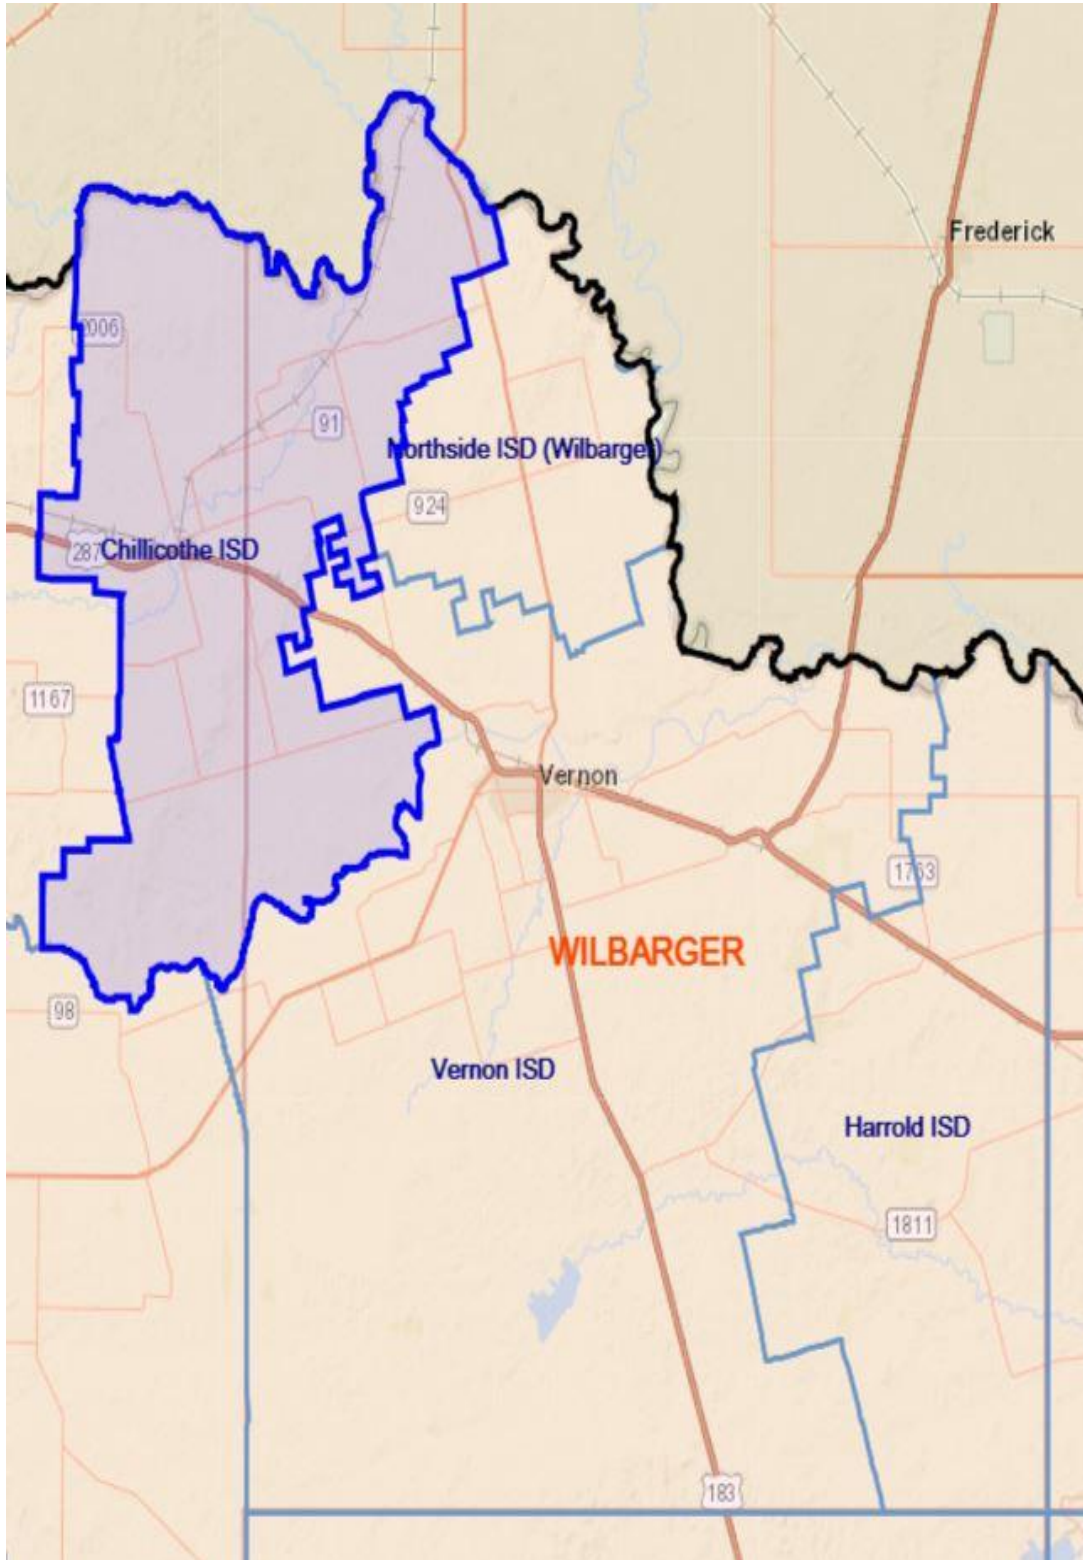 Frederick
2006
91
Northside ISD (Wilbarger)
924
287
Chillicothe ISD
1167
Vernon
1763
WILBARGER
98
Vernon ISD
Harrold ISD
1811
183